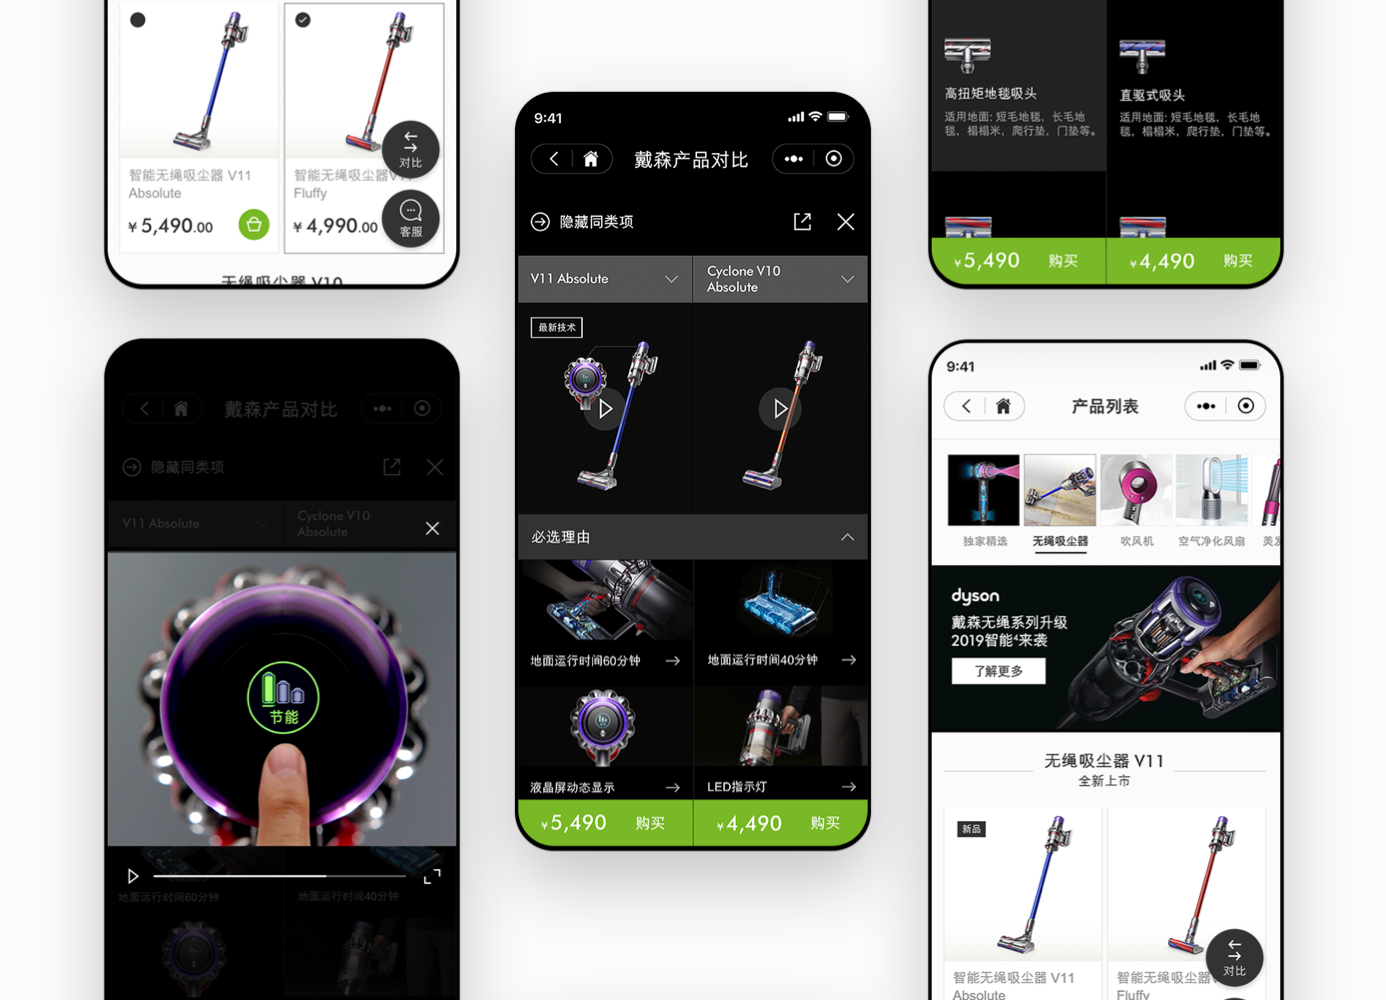 智能无绳吸尘器 V11
Absolute
¥ 5,490.00
智能无绳吸尘器
Fluffy
¥ 4,990.00
对比
客服
无绳吸尘器 V10
戴森产品对比
隐藏同类项
V11 Absolute
Cyclone V10
Absolute
节能
地面运行时间60分钟
地面运行时间40分钟
9:41
戴森产品对比
隐藏同类项
V11 Absolute
Cyclone V10
Absolute
最新技术
必选理由
地面运行时间60分钟
地面运行时间40分钟
液晶屏动态显示
LED指示灯
¥5,490 购买
¥4,490 购买
高扭矩地毯吸头
适用地面: 短毛地毯，长毛地
毯，榻榻米，爬行垫，门垫等。
直驱式吸头
适用地面: 短毛地毯，长毛地
毯，榻榻米，爬行垫，门垫等。
¥5,490 购买
¥4,490 购买
9:41
产品列表
独家精选
无绳吸尘器
吹风机
空气净化风扇
美发
dyson
戴森无绳系列升级
2019智能⁴来袭
了解更多
无绳吸尘器 V11
全新上市
新品
智能无绳吸尘器 V11
Absolute
智能无绳吸尘器
Fluffy
对比